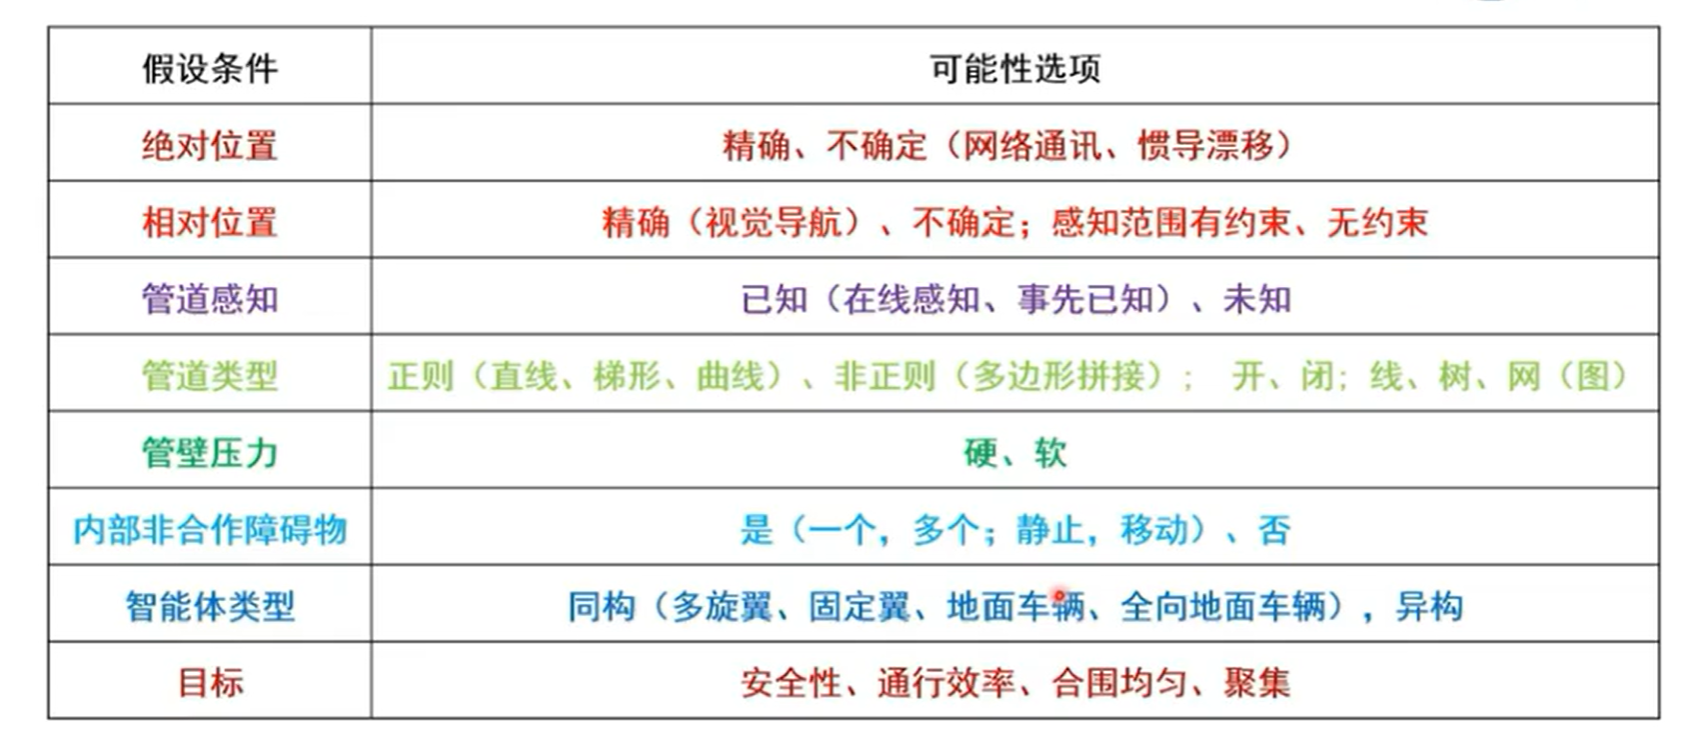 假设条件 可能性选项
绝对位置 精确、不确定（网络通讯、惯导漂移）
相对位置 精确（视觉导航）、不确定；感知范围有约束、无约束
管道感知 已知（在线感知、事先已知）、未知
管道类型 正则（直线、梯形、曲线）、非正则（多边形拼接）； 开、闭；线、树、网（图）
管壁压力 硬、软
内部非合作障碍物 是（一个，多个；静止，移动）、否
智能体类型 同构（多旋翼、固定翼、地面车辆、全向地面车辆），异构
目标 安全性、通行效率、合围均匀、聚集